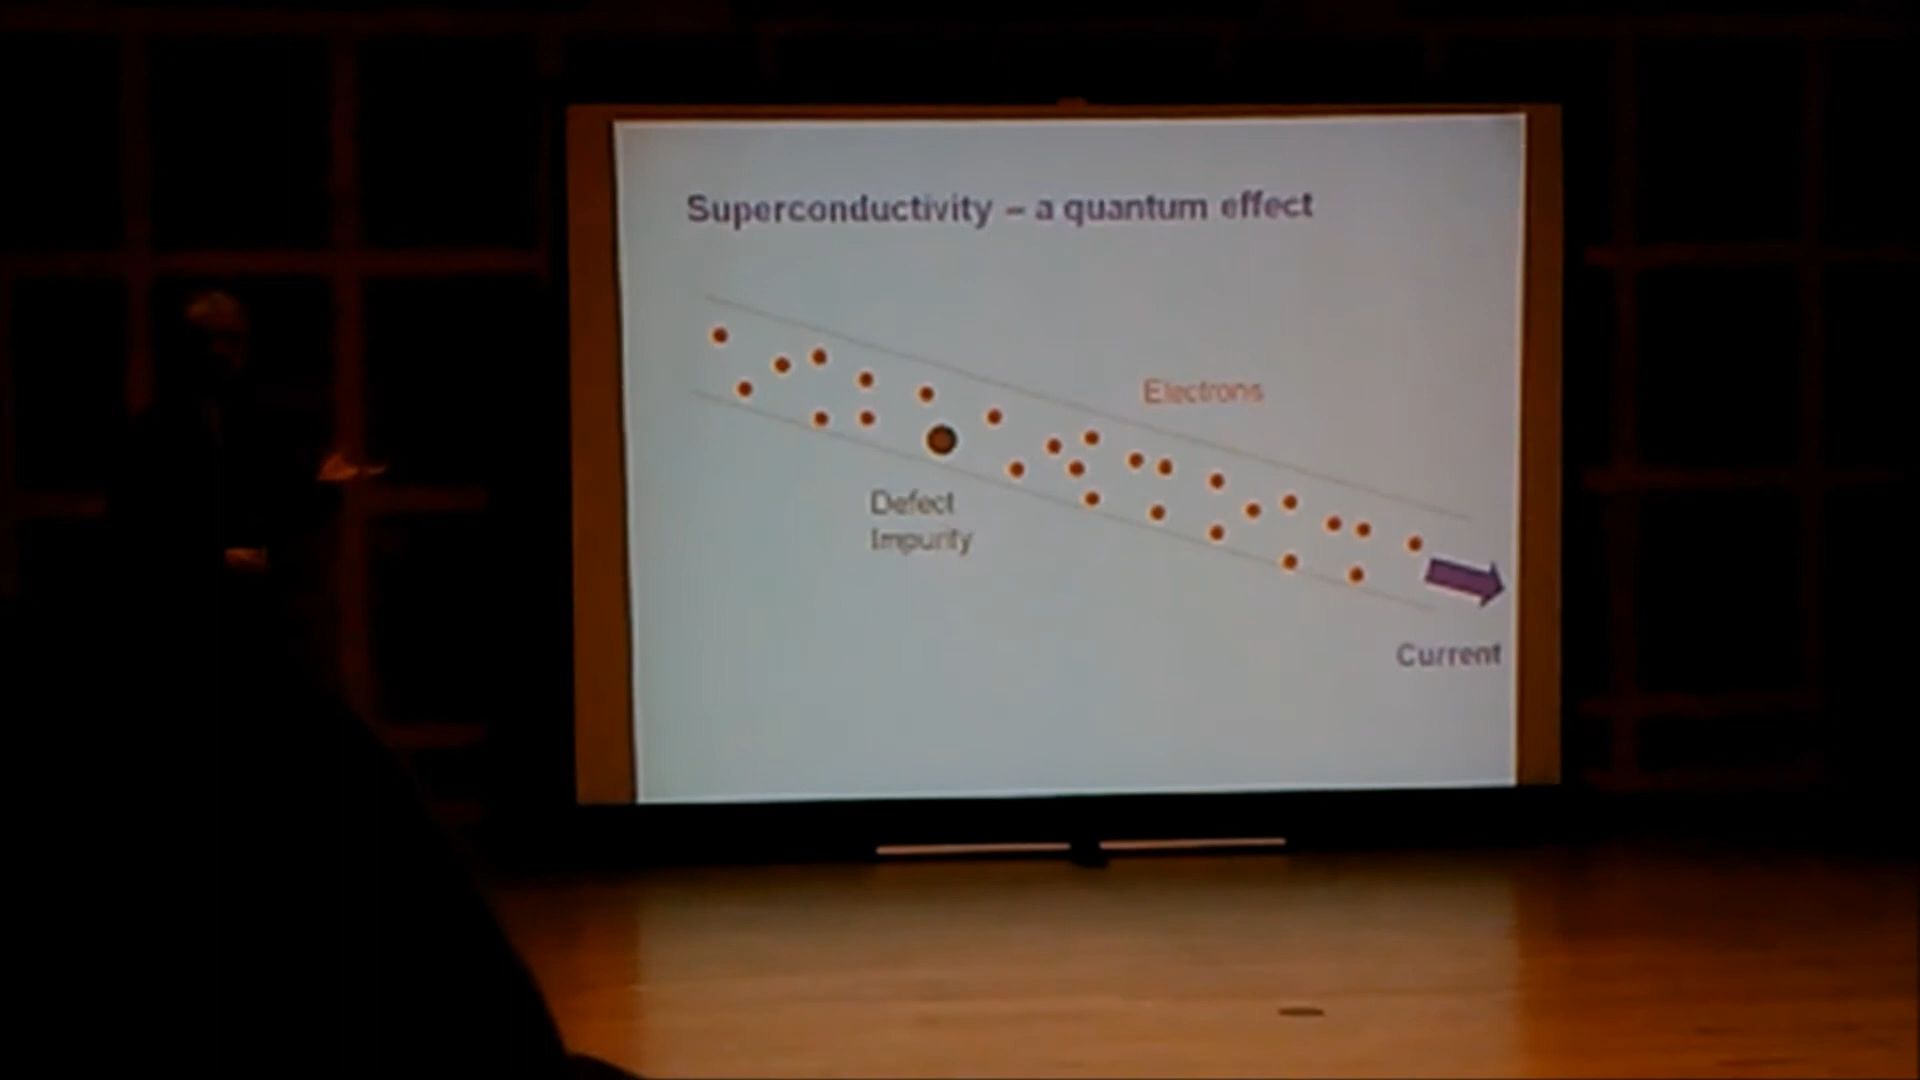 Superconductivity – a quantum effect
Electrons
Defect
Impurity
Current